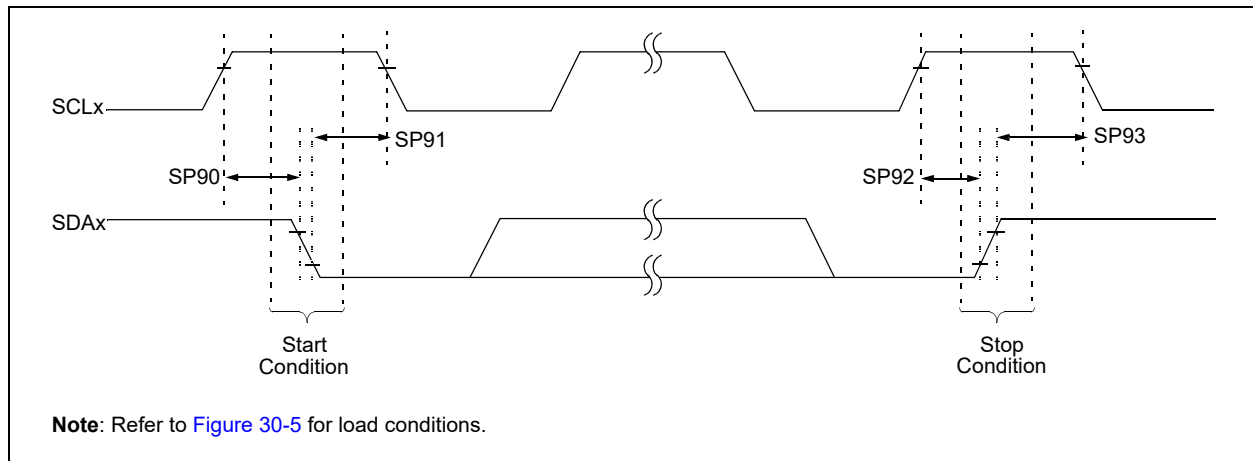 SCLx
SP91
SP93
SP90
SP92
SDAx
Start
Condition
Stop
Condition
Note: Refer to Figure 30-5 for load conditions.